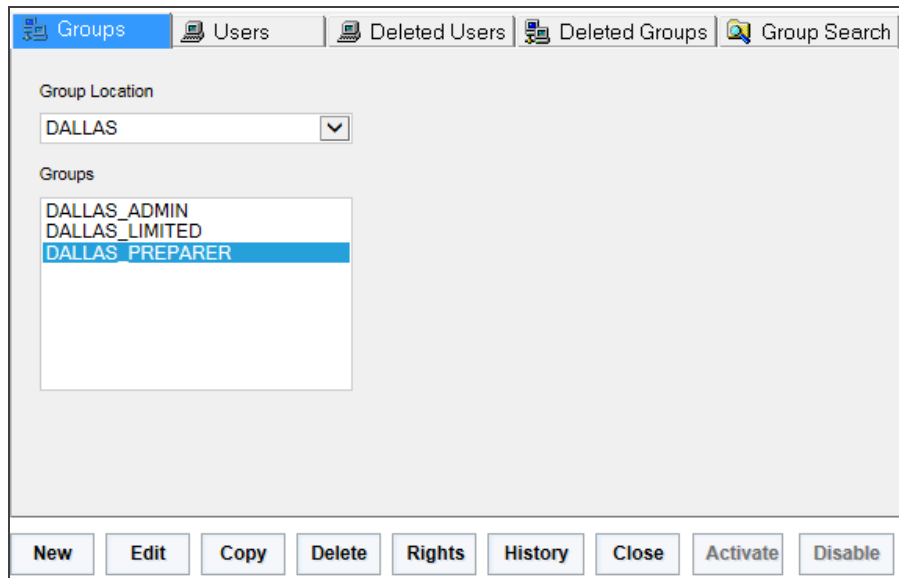 Groups Users Deleted Users Deleted Groups Group Search
Group Location
DALLAS
Groups
DALLAS_ADMIN
DALLAS_LIMITED
DALLAS_PREPARER
New Edit Copy Delete Rights History Close Activate Disable